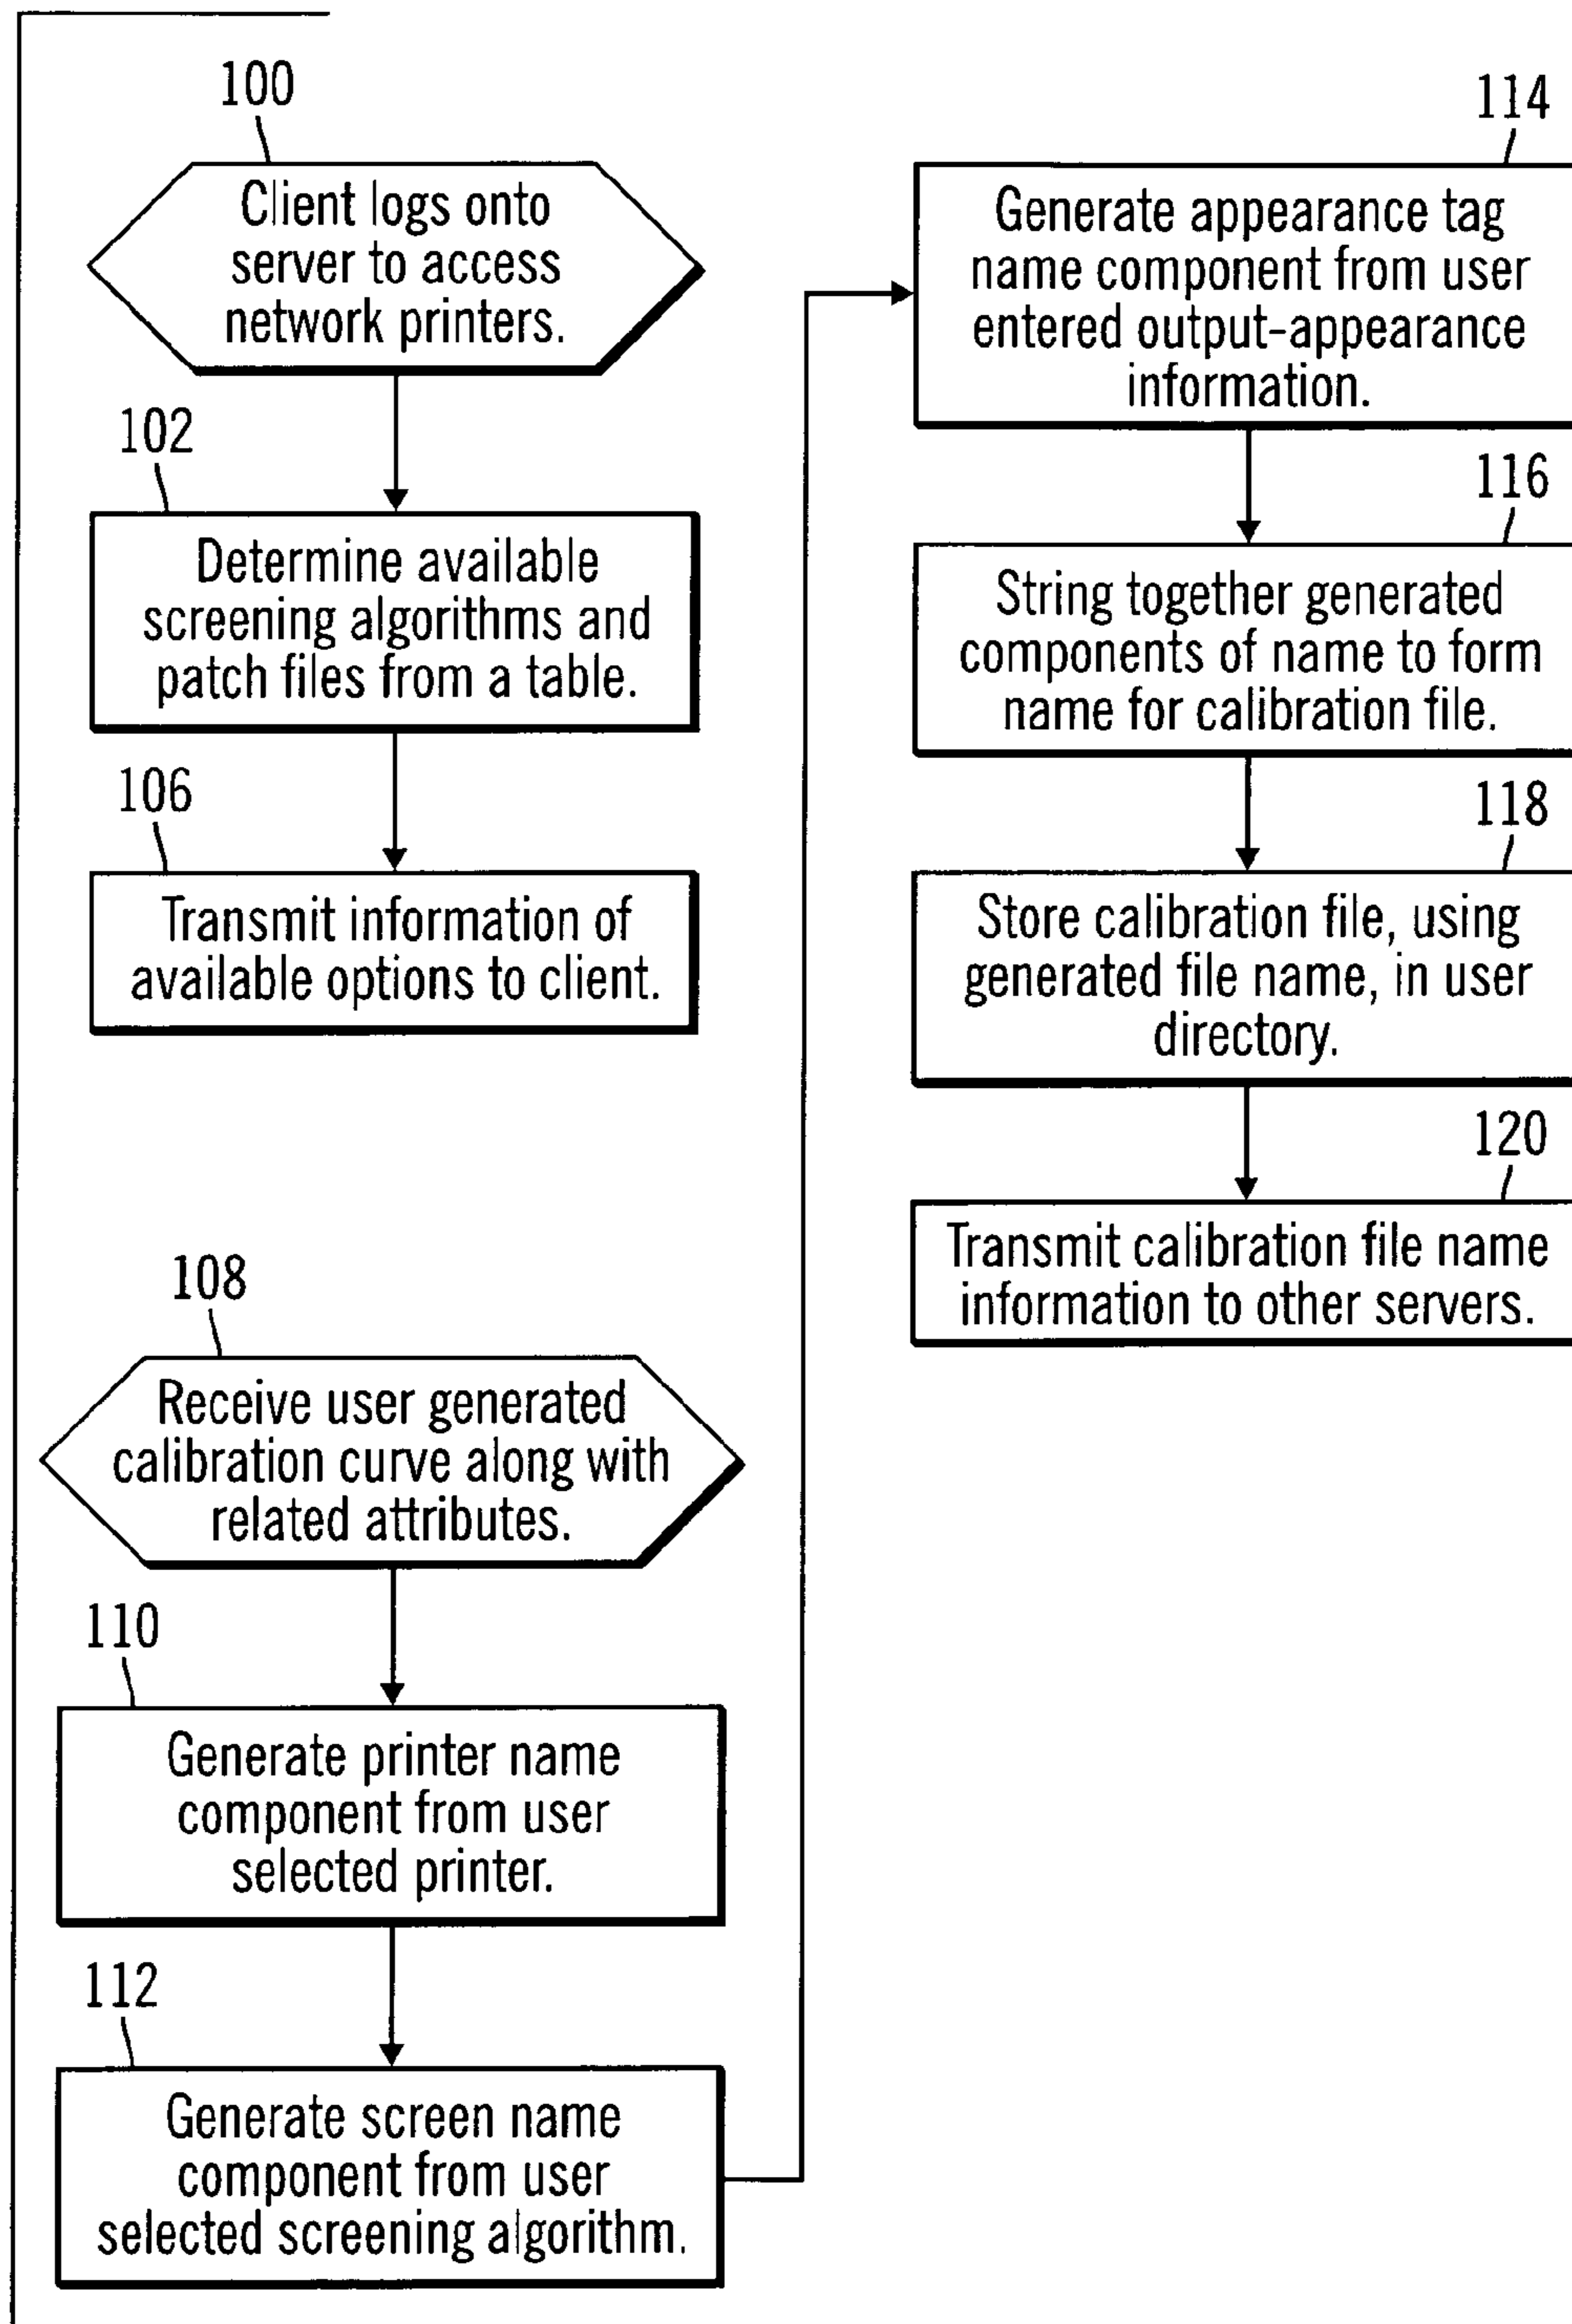 100
Client logs onto
server to access
network printers.
102
Determine available
screening algorithms and
patch files from a table.
106
Transmit information of
available options to client.
108
Receive user generated
calibration curve along with
related attributes.
110
Generate printer name
component from user
selected printer.
112
Generate screen name
component from user
selected screening algorithm.
114
Generate appearance tag
name component from user
entered output-appearance
information.
116
String together generated
components of name to form
name for calibration file.
118
Store calibration file, using
generated file name, in user
directory.
120
Transmit calibration file name
information to other servers.